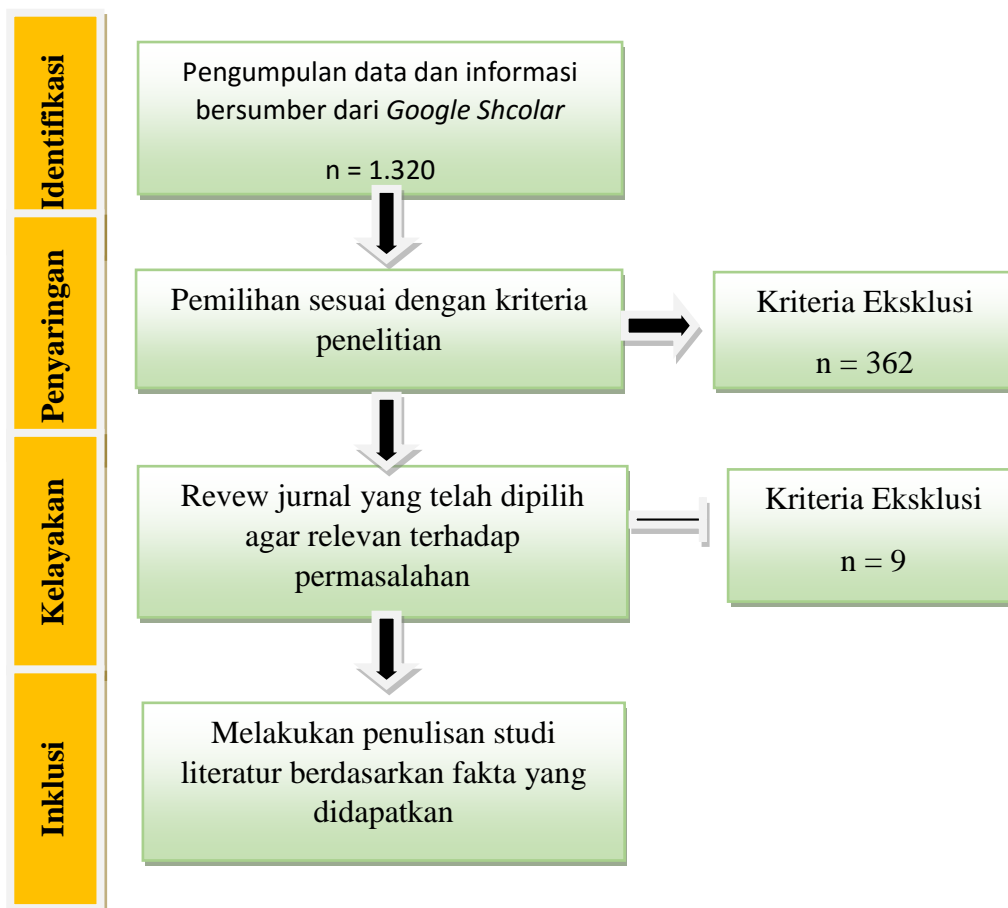 Identifikasi
Pengumpulan data dan informasi
bersumber dari Google Shcolar
n = 1.320
Penyaringan
Pemilihan sesuai dengan kriteria
penelitian
Kriteria Eksklusi
n = 362
Kelayakan
Revew jurnal yang telah dipilih
agar relevan terhadap
permasalahan
Kriteria Eksklusi
n = 9
Inklusi
Melakukan penulisan studi
literatur berdasarkan fakta yang
didapatkan